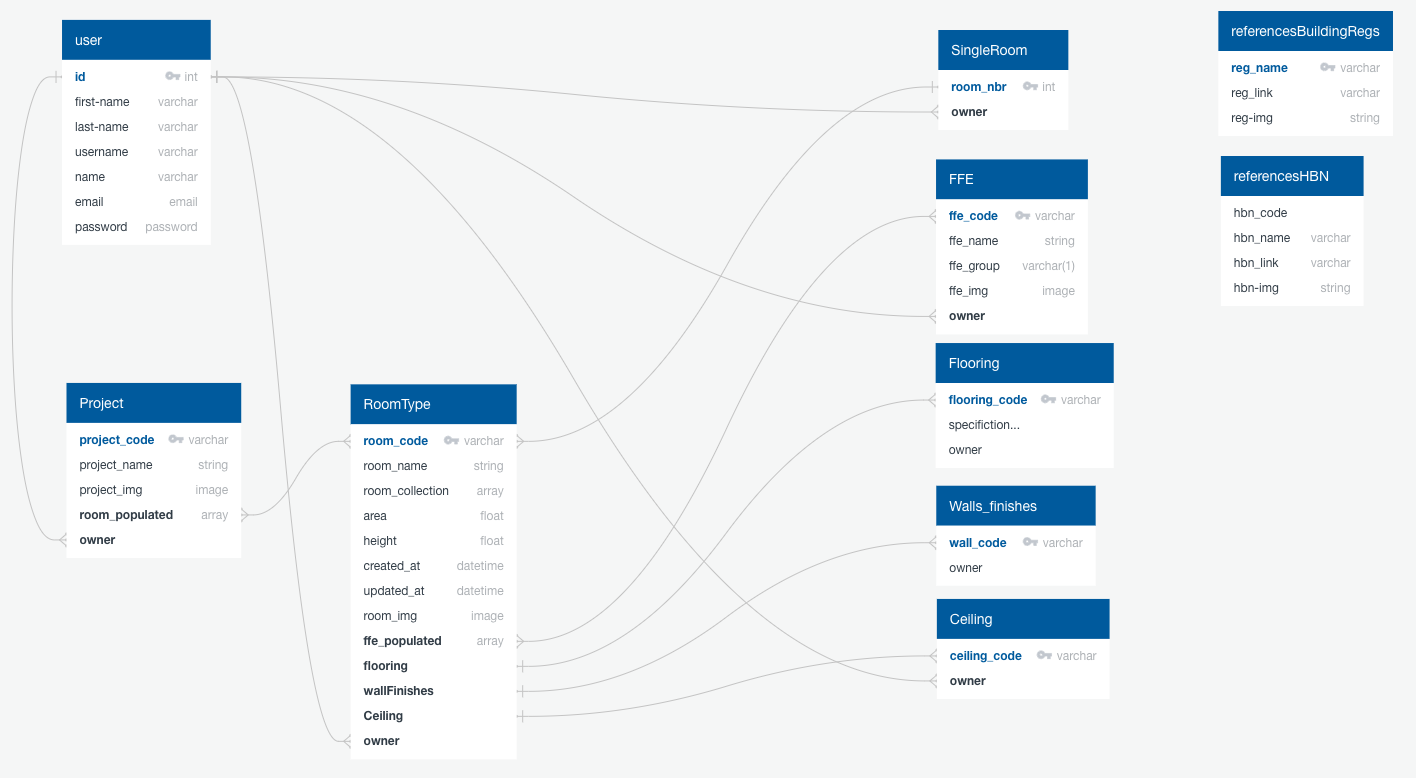 user
id int
first-name varchar
last-name varchar
username varchar
name varchar
email email
password password
Project
project_code varchar
project_name string
project_img image
room_populated array
owner
RoomType
room_code varchar
room_name string
room_collection array
area float
height float
created_at datetime
updated_at datetime
room_img image
ffe_populated array
flooring
wallFinishes
Ceiling
owner
SingleRoom
room_nbr int
owner
FFE
ffe_code varchar
ffe_name string
ffe_group varchar(1)
ffe_img image
owner
Flooring
flooring_code varchar
specifiction...
owner
Walls_finishes
wall_code varchar
owner
Ceiling
ceiling_code varchar
owner
referencesBuildingRegs
reg_name varchar
reg_link varchar
reg-img string
referencesHBN
hbn_code
hbn_name varchar
hbn_link varchar
hbn-img string